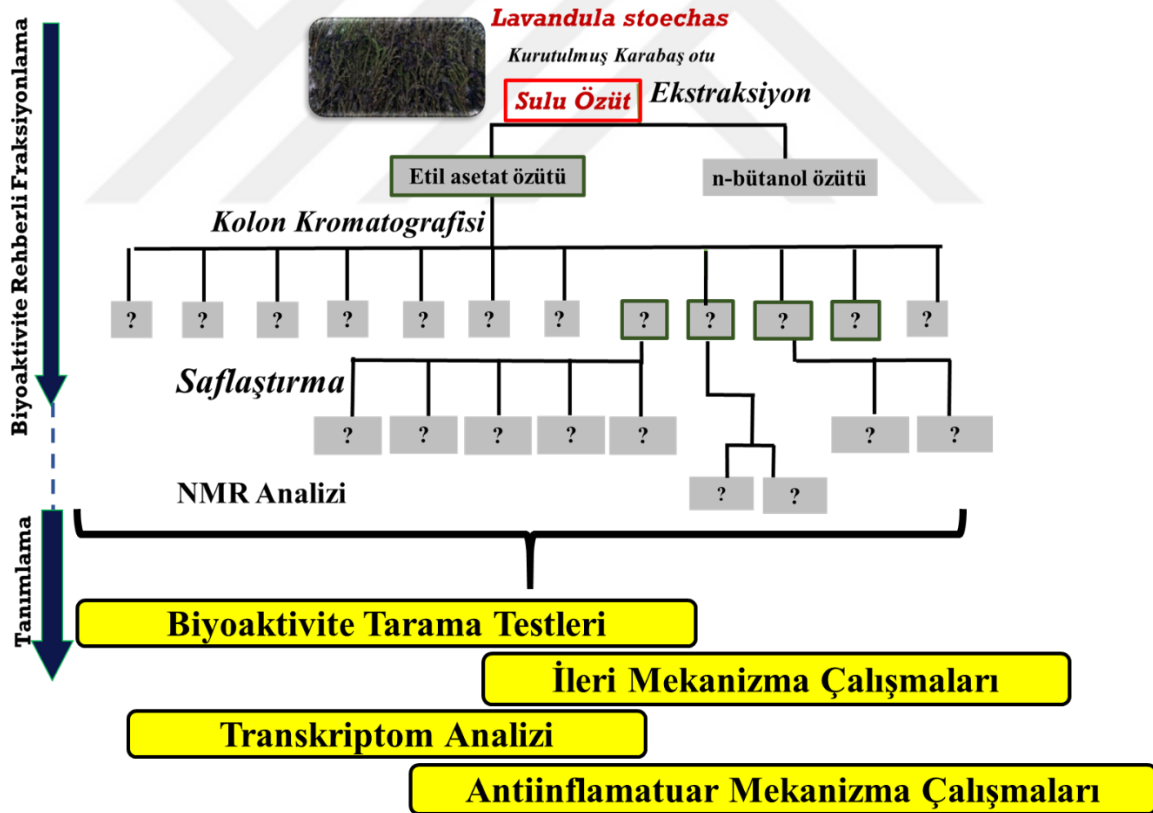 Lavandula stoechas
Kurutulmuş Karabaş otu
Sulu Özüt
Ekstraksiyon
Etil asetat özütü
n-bütanol özütü
Kolon Kromatografisi
? ? ? ? ? ? ? ? ? ? ? ?
Saflaştırma
? ? ? ? ? ? ?
? ?
NMR Analizi
Biyoaktivite Rehberli Fraksiyonlama
Tanımlama
Biyoaktivite Tarama Testleri
İleri Mekanizma Çalışmaları
Transkriptom Analizi
Antiinflamatuar Mekanizma Çalışmaları